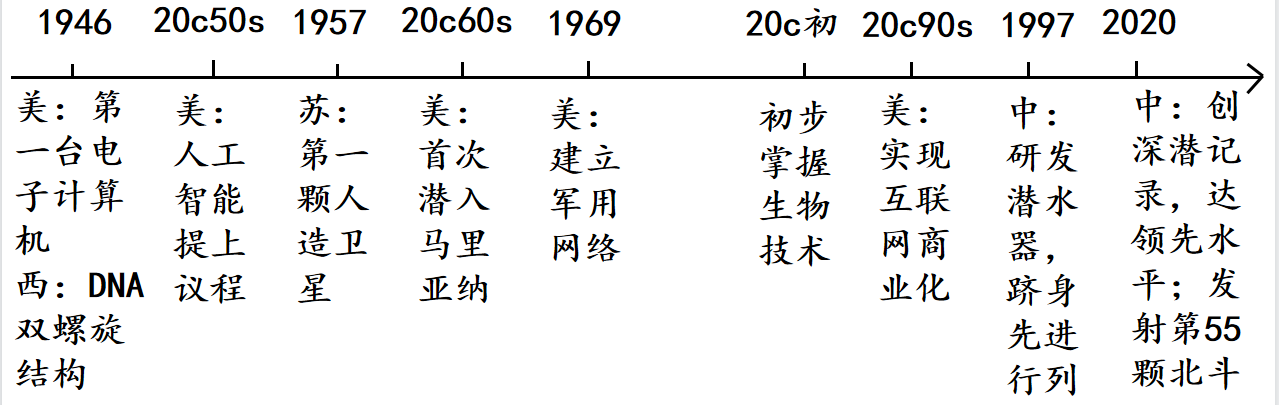 1946
20c50s
1957
20c60s
1969
20c初
20c90s
1997
2020
美：第
一台电
子计算
机
西：DNA
双螺旋
结构
美：
人工
智能
提上
议程
苏：
第一
颗人
造卫
星
美：
首次
潜入
马里
亚纳
美：
建立
军用
网络
初步
掌握
生物
技术
美：
实现
互联
网商
业化
中：
研发
潜水
器，
跻身
先进
行列
中：创
深潜记
录，达
领先水
平；发
射第55
颗北斗